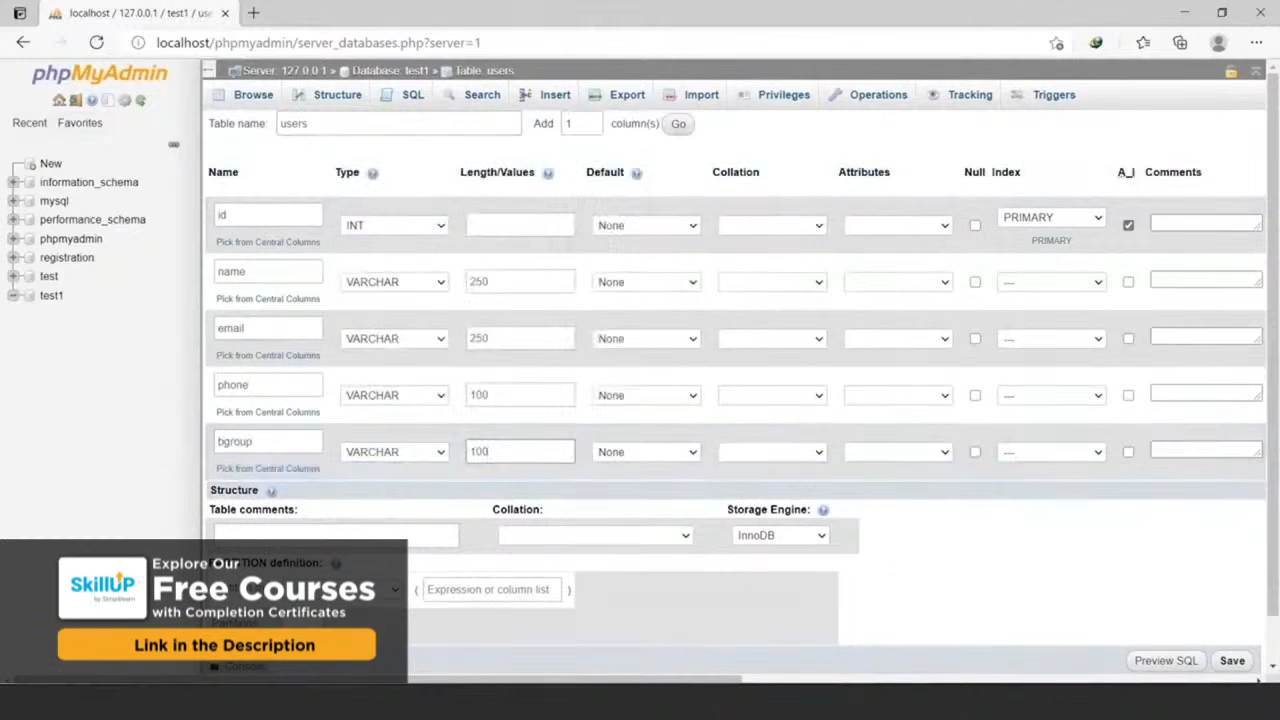 localhost / 127.0.0.1 / test1 / use
localhost/phpmyadmin/server_databases.php?server=1
phpMyAdmin
Recent Favorites
New
information_schema
mysql
performance_schema
phpmyadmin
registration
test
test1
Server: 127.0.0.1 » Database: test1 » Table: users
Browse Structure SQL Search Insert Export Import Privileges Operations Tracking Triggers
Table name: users Add 1 column(s) Go
Name Type Length/Values Default Collation Attributes Null Index A_I Comments
id INT None PRIMARY
Pick from Central Columns PRIMARY
name VARCHAR 250 None ---
Pick from Central Columns
email VARCHAR 250 None ---
Pick from Central Columns
phone VARCHAR 100 None ---
Pick from Central Columns
bgroup VARCHAR 100 None ---
Pick from Central Columns
Structure
Table comments: Collation: Storage Engine:
InnoDB
definition:
( Expression or column list )
Partitions:
Console
Preview SQL Save
SkillUP
by Simplilearn
Explore Our
Free Courses
with Completion Certificates
Link in the Description